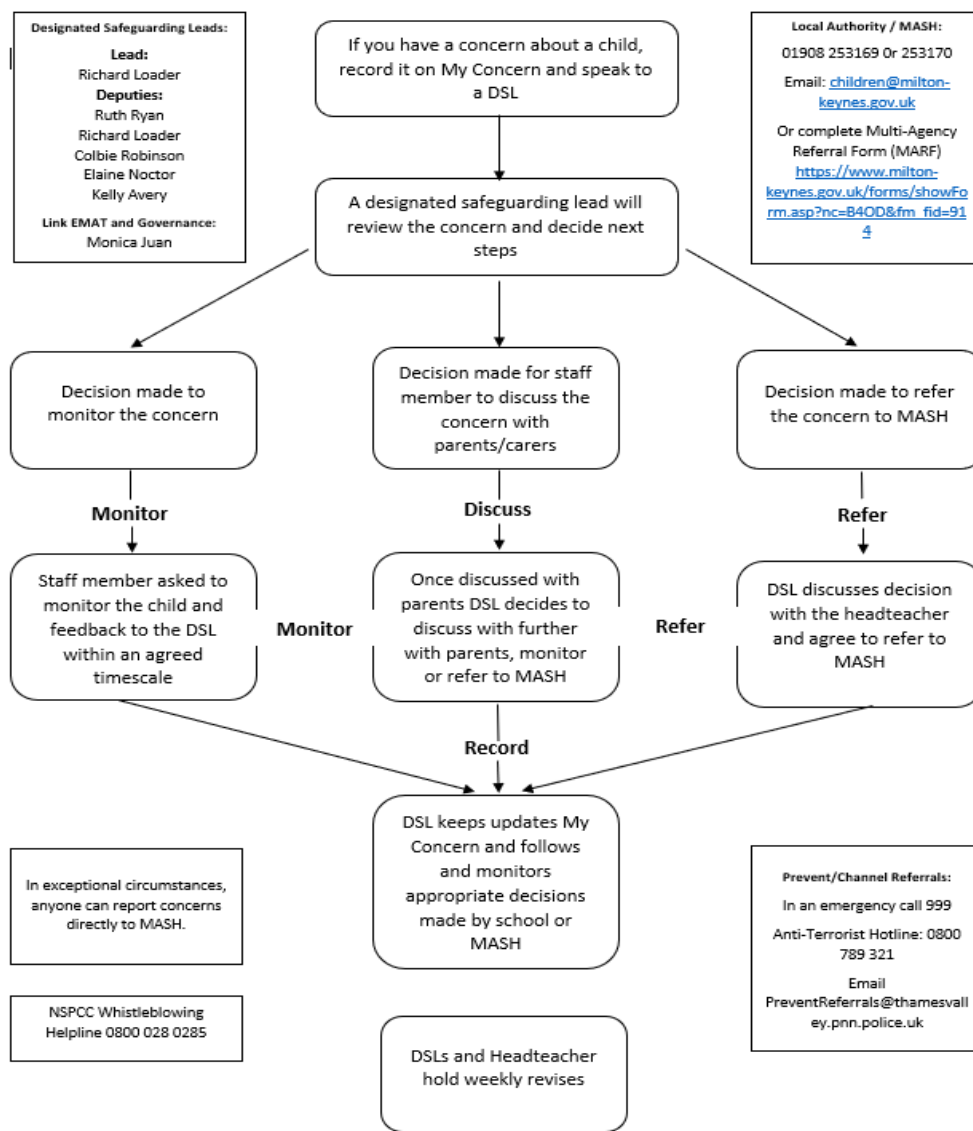 Designated Safeguarding Leads:
Lead:
Richard Loader
Deputies:
Ruth Ryan
Richard Loader
Colbie Robinson
Elaine Noctor
Kelly Avery
Link EMAT and Governance:
Monica Juan
If you have a concern about a child,
record it on My Concern and speak to
a DSL
Local Authority / MASH:
01908 253169 0r 253170
Email: children@milton-
keynes.gov.uk
Or complete Multi-Agency
Referral Form (MARF)
https://www.milton-
keynes.gov.uk/forms/showFo
rm.asp?nc=B4OD&fm_fid=91
4
A designated safeguarding lead will
review the concern and decide next
steps
Decision made to
monitor the concern
Decision made for staff
member to discuss the
concern with
parents/carers
Decision made to refer
the concern to MASH
Monitor
Discuss
Refer
Staff member asked to
monitor the child and
feedback to the DSL
within an agreed
timescale
Monitor
Once discussed with
parents DSL decides to
discuss with further
with parents, monitor
or refer to MASH
Refer
DSL discusses decision
with the headteacher
and agree to refer to
MASH
Record
DSL keeps updates My
Concern and follows
and monitors
appropriate decisions
made by school or
MASH
In exceptional circumstances,
anyone can report concerns
directly to MASH.
NSPCC Whistleblowing
Helpline 0800 028 0285
Prevent/Channel Referrals:
In an emergency call 999
Anti-Terrorist Hotline: 0800
789 321
Email
PreventReferrals@thamesvall
ey.pnn.police.uk
DSLs and Headteacher
hold weekly revises